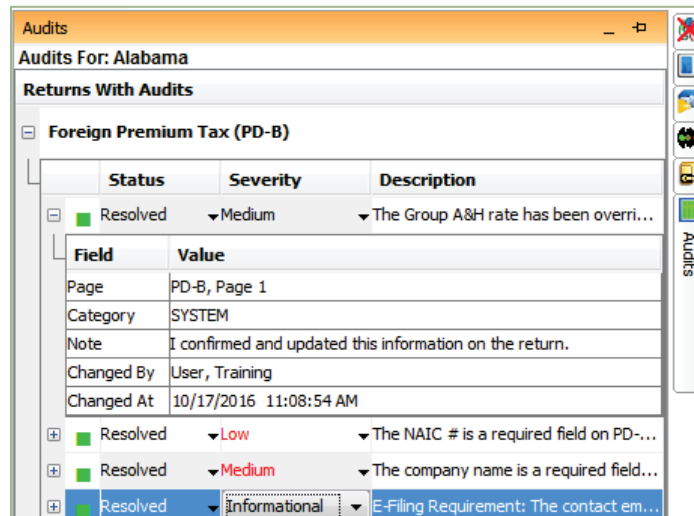 Audits
Audits For: Alabama
Returns With Audits
Foreign Premium Tax (PD-B)
Status Severity Description
Resolved Medium The Group A&H rate has been overri...
Field Value
Page PD-B, Page 1
Category SYSTEM
Note I confirmed and updated this information on the return.
Changed By User, Training
Changed At 10/17/2016 11:08:54 AM
Resolved Low The NAIC # is a required field on PD-...
Resolved Medium The company name is a required field...
Resolved Informational E-Filing Requirement: The contact em...
Audits